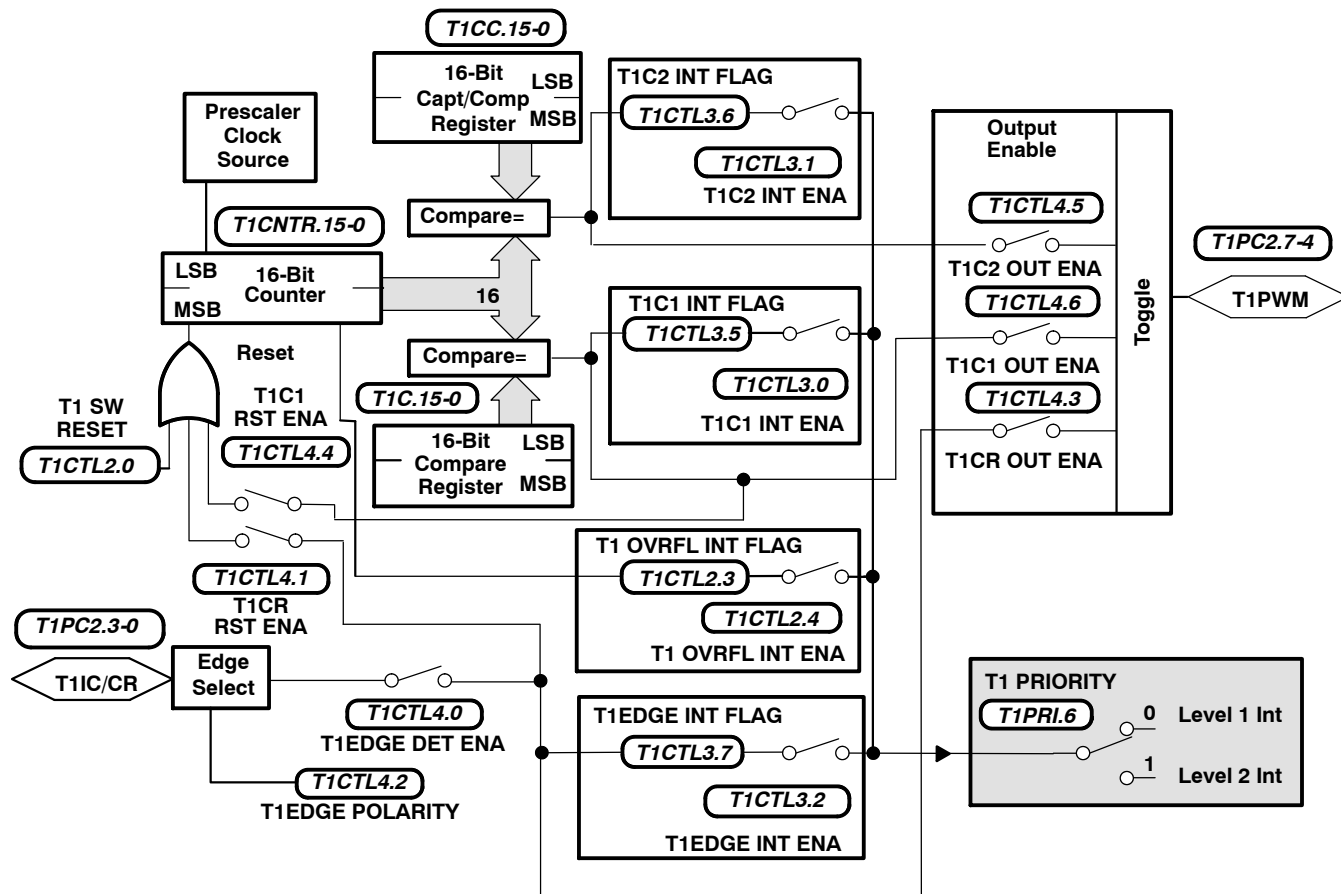 T1CC.15-0
16-Bit
Capt/Comp
Register
LSB
MSB
Prescaler
Clock
Source
T1CNTR.15-0
LSB
MSB
16-Bit
Counter
16
Compare=
Compare=
Reset
T1 SW
RESET
T1CTL2.0
T1C1
RST ENA
T1CTL4.4
T1C.15-0
16-Bit
Compare
Register
LSB
MSB
T1CTL4.1
T1CR
RST ENA
T1PC2.3-0
T1IC/CR
Edge
Select
T1CTL4.0
T1EDGE DET ENA
T1CTL4.2
T1EDGE POLARITY
T1C2 INT FLAG
T1CTL3.6
T1CTL3.1
T1C2 INT ENA
T1C1 INT FLAG
T1CTL3.5
T1CTL3.0
T1C1 INT ENA
T1 OVRFL INT FLAG
T1CTL2.3
T1CTL2.4
T1 OVRFL INT ENA
T1EDGE INT FLAG
T1CTL3.7
T1CTL3.2
T1EDGE INT ENA
Output
Enable
T1CTL4.5
T1C2 OUT ENA
T1CTL4.6
T1C1 OUT ENA
T1CTL4.3
T1CR OUT ENA
Toggle
T1PC2.7-4
T1PWM
T1 PRIORITY
T1PRI.6
0
Level 1 Int
1
Level 2 Int